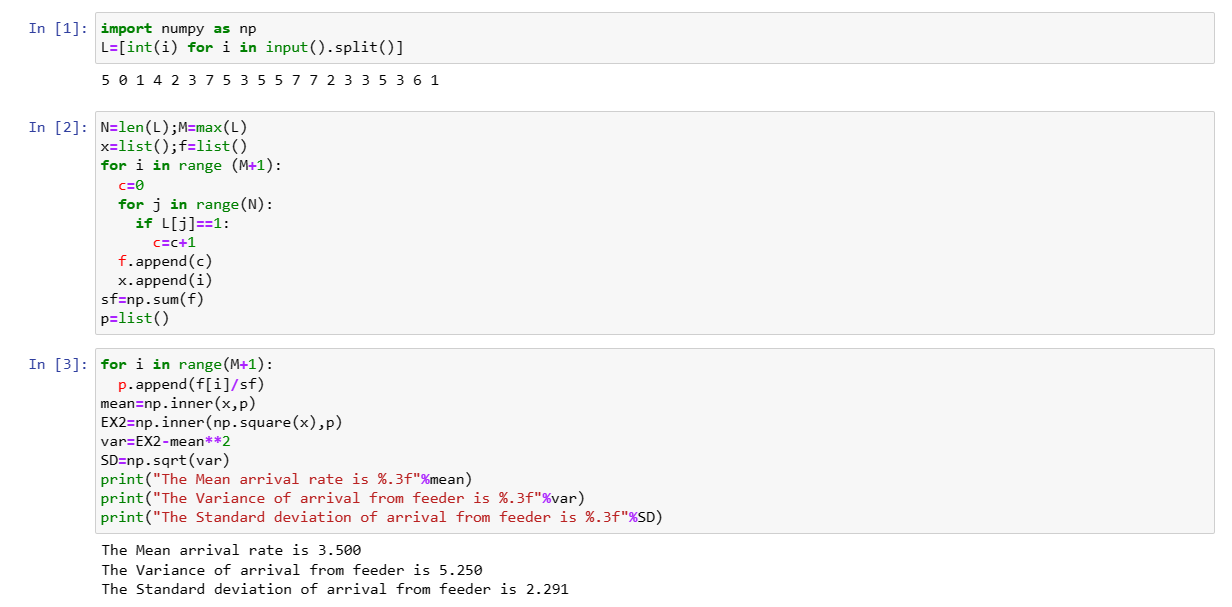 In [1]: import numpy as np
L=[int(i) for i in input().split()]
5 0 1 4 2 3 7 5 3 5 5 7 7 2 3 3 5 3 6 1
In [2]: N=len(L);M=max(L)
x=list();f=list()
for i in range (M+1):
  c=0
  for j in range(N):
    if L[j]==1:
      c=c+1
  f.append(c)
  x.append(i)
sf=np.sum(f)
p=list()
In [3]: for i in range(M+1):
  p.append(f[i]/sf)
mean=np.inner(x,p)
EX2=np.inner(np.square(x),p)
var=EX2-mean**2
SD=np.sqrt(var)
print("The Mean arrival rate is %.3f"%mean)
print("The Variance of arrival from feeder is %.3f"%var)
print("The Standard deviation of arrival from feeder is %.3f"%SD)
The Mean arrival rate is 3.500
The Variance of arrival from feeder is 5.250
The Standard deviation of arrival from feeder is 2.291